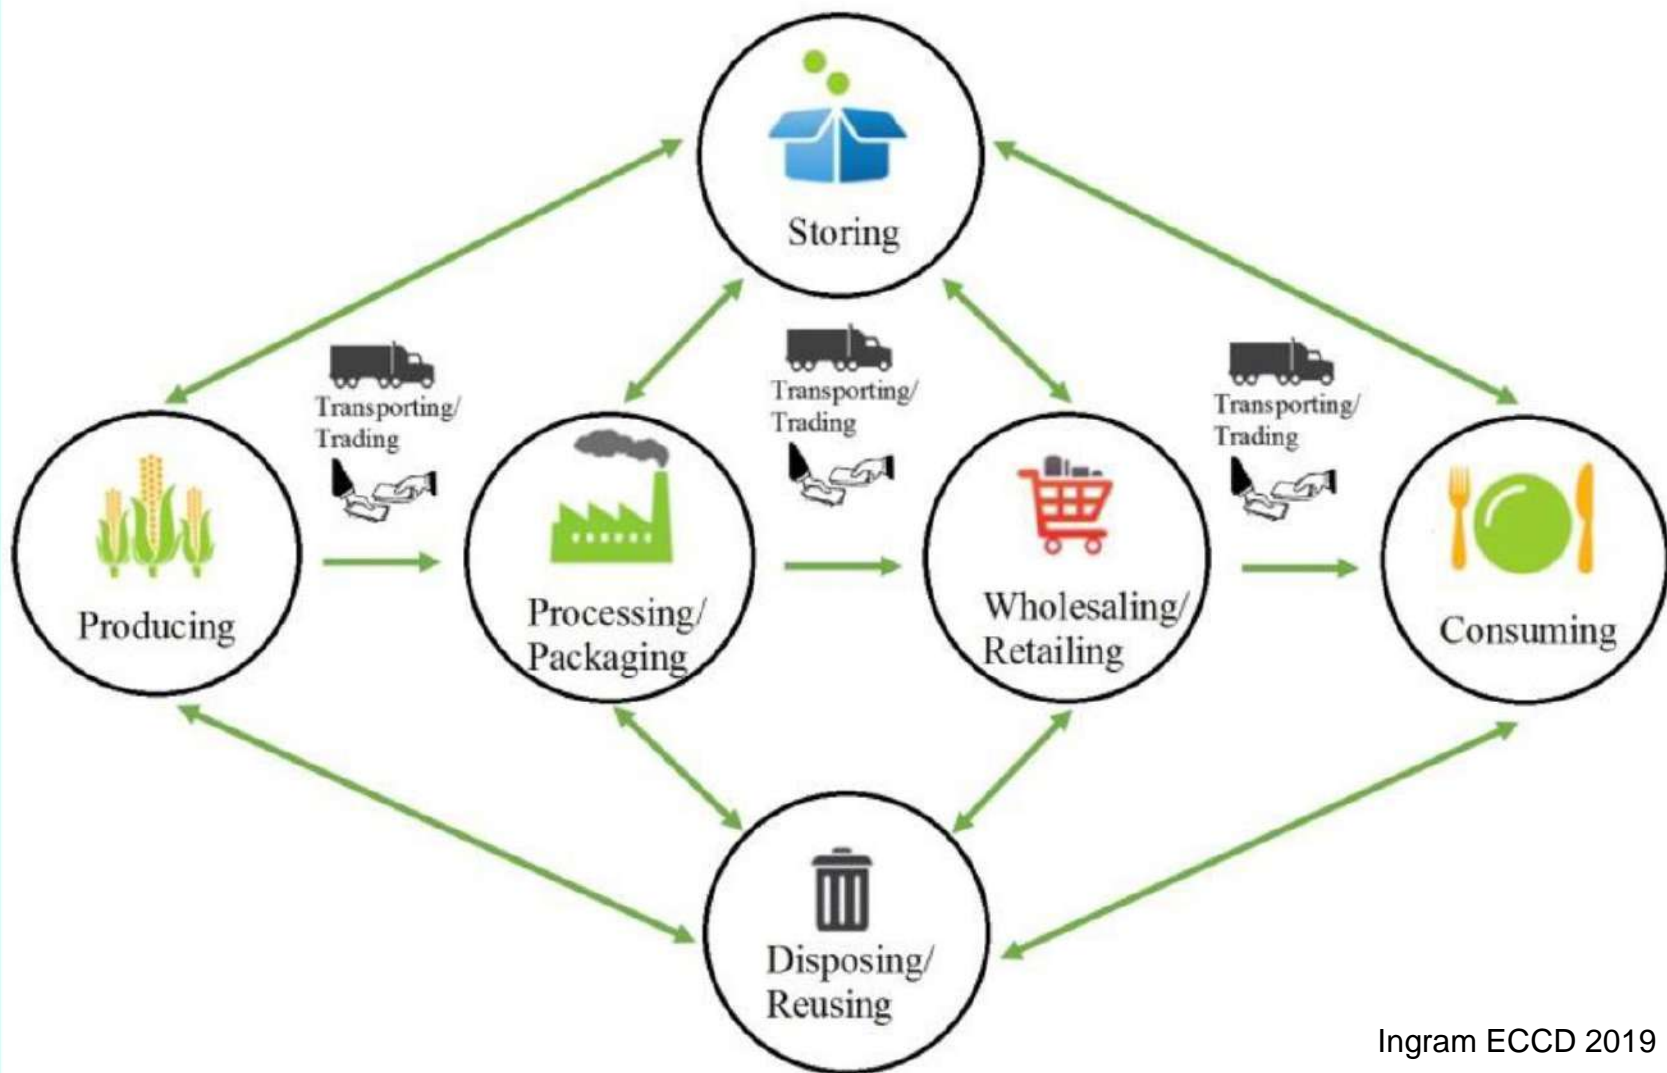 Storing
Transporting/
Trading
Transporting/
Trading
Transporting/
Trading
Producing
Processing/
Packaging
Wholesaling/
Retailing
Consuming
Disposing/
Reusing
Ingram ECCD 2019